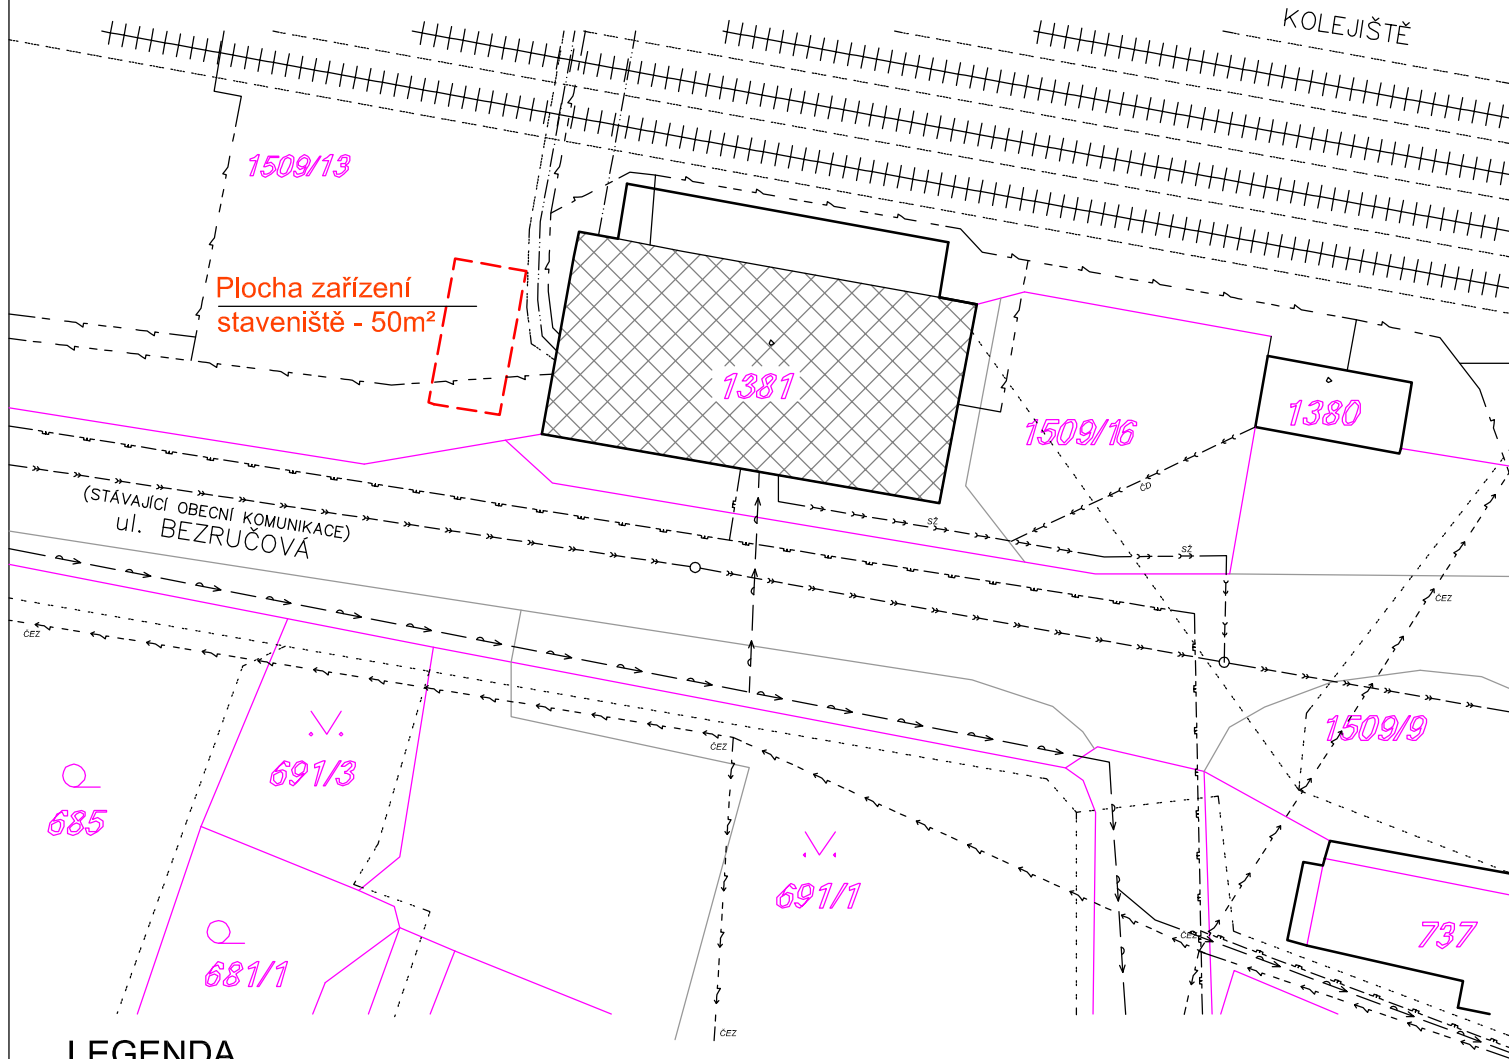 KOLEJIŠTĚ
1509/13
Plocha zařízení
staveniště - 50m²
1381
1380
1509/16
ČD
(STÁVAJÍCÍ OBECNÍ KOMUNIKACE)
ul. BEZRUČOVÁ
SŽ
SŽ
ČEZ
ČEZ
1509/9
ČEZ
691/3
685
691/1
737
ČEZ
681/1
ČEZ
LEGENDA